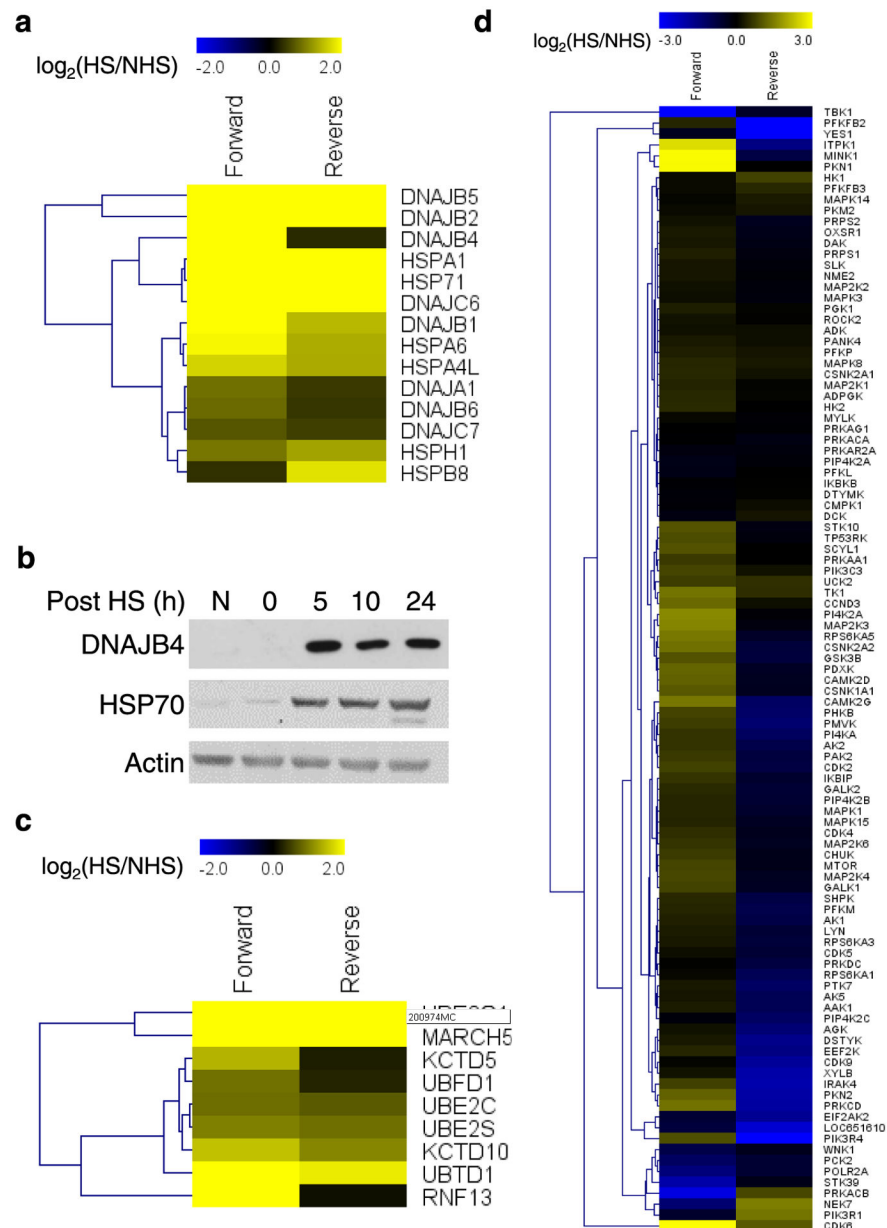 a
log2(HS/NHS)
-2.0 0.0 2.0
Forward Reverse
DNAJB5
DNAJB2
DNAJB4
HSPA1
HSP71
DNAJC6
DNAJB1
HSPA6
HSPA4L
DNAJA1
DNAJB6
DNAJC7
HSPH1
HSPB8
b
Post HS (h) N 0 5 10 24
DNAJB4
HSP70
Actin
c
log2(HS/NHS)
-2.0 0.0 2.0
Forward Reverse
200974MC
MARCH5
KCTD5
UBFD1
UBE2C
UBE2S
KCTD10
UBTD1
RNF13
d
log2(HS/NHS)
-3.0 0.0 3.0
Forward Reverse
TBK1
PFKFB2
YES1
ITPK1
MINK1
PKN1
HK1
PFKFB3
MAPK14
PKM2
PRPS2
OXSR1
DAK
PRPS1
SLK
NME2
MAP2K2
MAPK3
PGK1
ROCK2
ADK
PANK4
PFKP
MAPK8
CSNK2A1
MAP2K1
ADPGK
HK2
MYLK
PRKAG1
PRKACA
PRKAR2A
PIP4K2A
PFKL
IKBKB
DTYMK
CMPK1
DCK
STK10
TP53RK
SCYL1
PRKAA1
PIK3C3
UCK2
TK1
CCND3
PI4K2A
MAP2K3
RPS6KA5
CSNK2A2
GSK3B
PDXK
CAMK2D
CSNK1A1
CAMK2G
PHKB
PMVK
PI4KA
AK2
PAK2
CDK2
IKBIP
GALK2
PIP4K2B
MAPK1
MAPK15
CDK4
MAP2K6
CHUK
MTOR
MAP2K4
GALK1
SHPK
PFKM
AK1
LYN
RPS6KA3
CDK5
PRKDC
RPS6KA1
PTK7
AK5
AAK1
PIP4K2C
AGK
DSTYK
EEF2K
CDK9
XYLB
IRAK4
PKN2
PRKCD
EIF2AK2
LOC651610
PIK3R4
WNK1
PCK2
POLR2A
STK39
PRKACB
NEK7
PIK3R1
CDK6